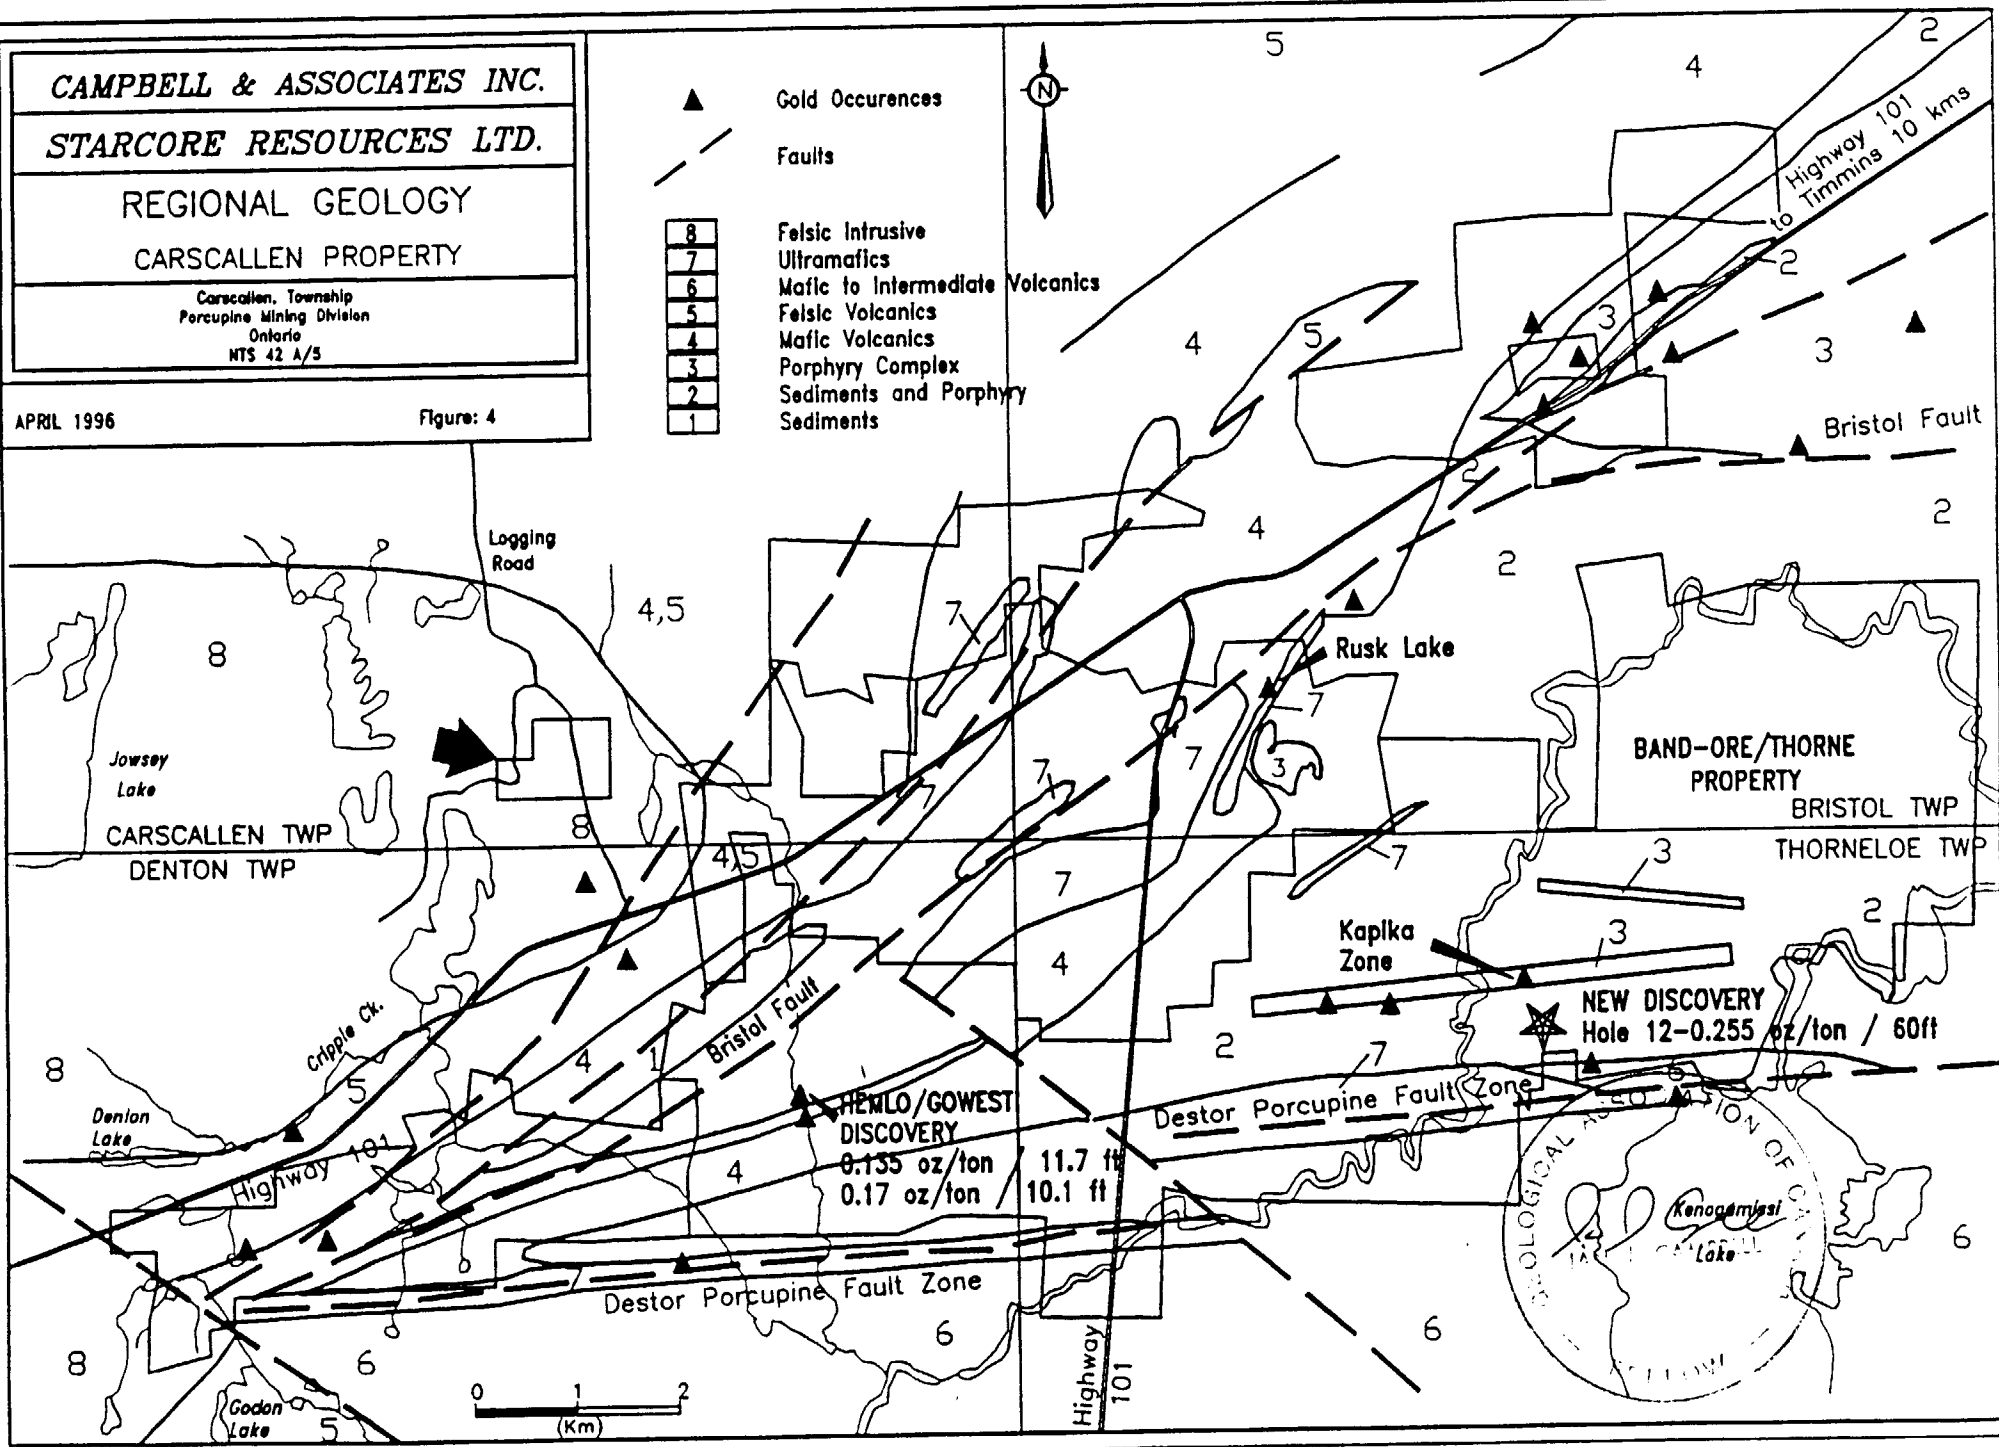 CAMPBELL & ASSOCIATES INC.
STARCORE RESOURCES LTD.
REGIONAL GEOLOGY
CARSCALLEN PROPERTY
Carscallen, Township
Porcupine Mining Division
Ontario
NTS 42 A/5
APRIL 1996
Figure: 4
Gold Occurences
Faults
8 Felsic Intrusive
7 Ultramafics
6 Mafic to Intermediate Volcanics
5 Felsic Volcanics
4 Mafic Volcanics
3 Porphyry Complex
2 Sediments and Porphyry
1 Sediments
N
5
4
2
Highway 101
to Timmins 10 kms
2
3
3
4
5
Bristol Fault
2
2
4
2
Logging
Road
4,5
8
7
Rusk Lake
7
7
7
3
7
Jowsey
Lake
BAND-ORE/THORNE
PROPERTY
BRISTOL TWP
THORNELOE TWP
CARSCALLEN TWP
DENTON TWP
8
4,5
7
7
3
2
Kapika
Zone
3
4
NEW DISCOVERY
Hole 12-0.255 oz/ton / 60ft
Bristol Fault
Cripple Ck.
8
5
4
1
2
7
6
Destor Porcupine Fault Zone
Denton
Lake
Highway 101
HEMLO/GOWEST
DISCOVERY
0.135 oz/ton / 11.7 ft
0.17 oz/ton / 10.1 ft
4
GEOLOGICAL ASSOCIATION OF CANADA
CAMPBELL
FELLOW
Kenogamissi
Lake
6
Destor Porcupine Fault Zone
6
6
8
6
5
Godon
Lake
0 1 2
(Km)
Highway
101